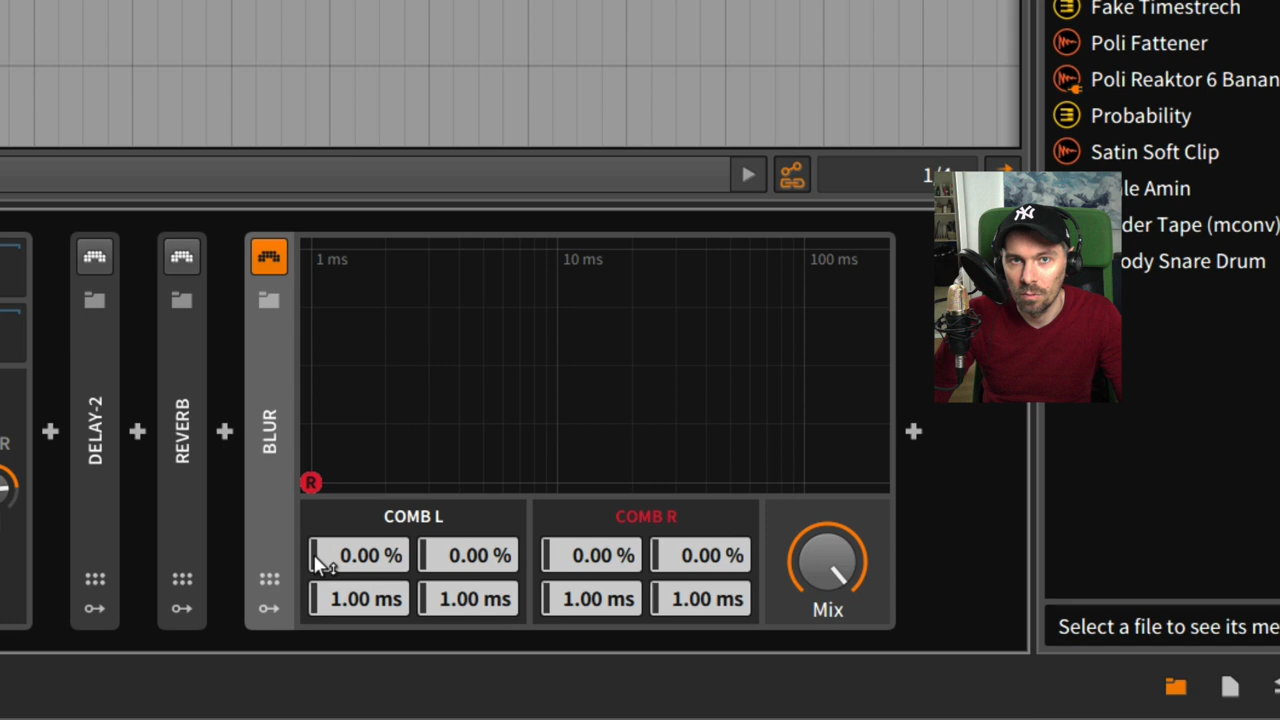 Fake Timestrech
Poli Fattener
Poli Reaktor 6 Banan
Probability
Satin Soft Clip
le Amin
der Tape (mconv)
ody Snare Drum
DELAY-2
REVERB
BLUR
1 ms
10 ms
100 ms
R
R
COMB L
COMB R
0.00 %
0.00 %
0.00 %
0.00 %
1.00 ms
1.00 ms
1.00 ms
1.00 ms
Mix
Select a file to see its me